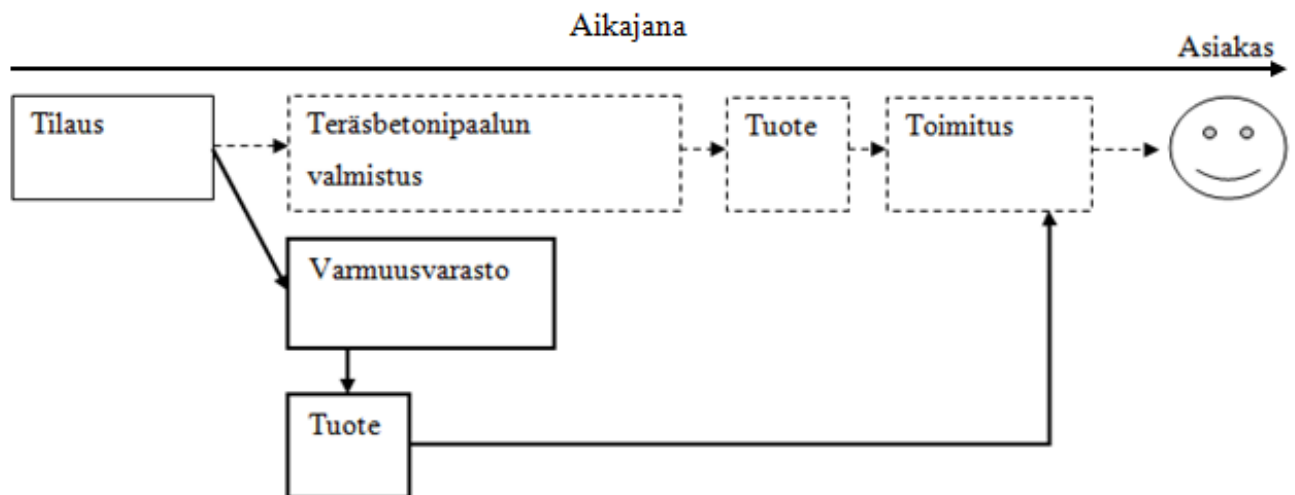 Aikajana
Asiakas
Tilaus
Teräsbetonipaalun
valmistus
Tuote
Toimitus
Varmuusvarasto
Tuote